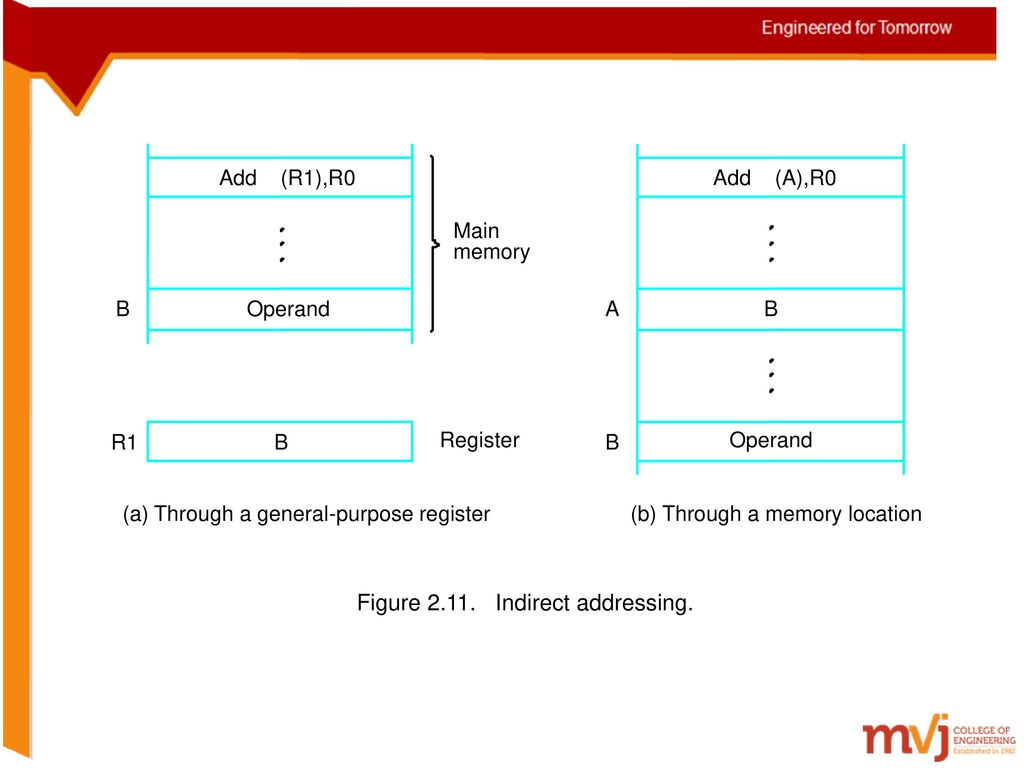 Engineered for Tomorrow
Add (R1),R0
Main
memory
B Operand
R1 B Register
(a) Through a general-purpose register
Add (A),R0
A B
B Operand
(b) Through a memory location
Figure 2.11. Indirect addressing.
mvj COLLEGE OF
ENGINEERING
Established In 1982